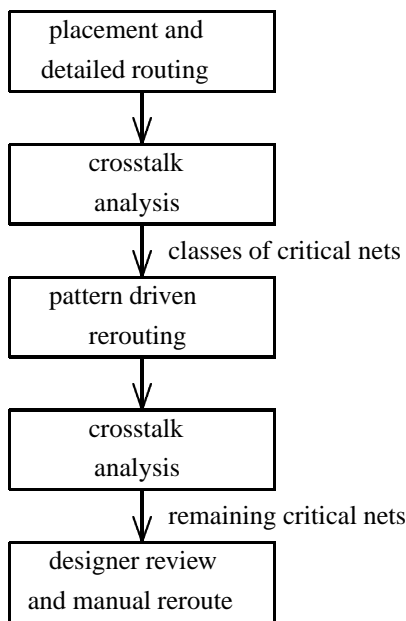 placement and
detailed routing
crosstalk
analysis
classes of critical nets
pattern driven
rerouting
crosstalk
analysis
remaining critical nets
designer review
and manual reroute